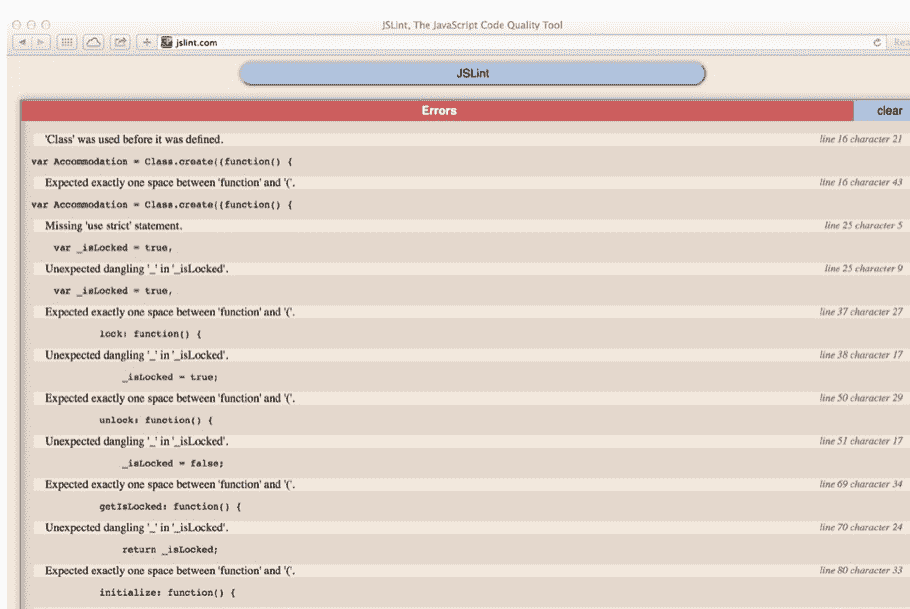 JSLint, The JavaScript Code Quality Tool
jslint.com
JSLint
Errors clear
'Class' was used before it was defined. line 16 character 21
var Accommodation = Class.create((function() {
Expected exactly one space between 'function' and '('. line 16 character 43
var Accommodation = Class.create((function() {
Missing 'use strict' statement. line 25 character 5
var _isLocked = true,
Unexpected dangling '_' in '_isLocked'. line 25 character 9
var _isLocked = true,
Expected exactly one space between 'function' and '('. line 37 character 27
lock: function() {
Unexpected dangling '_' in '_isLocked'. line 38 character 17
_isLocked = true;
Expected exactly one space between 'function' and '('. line 50 character 29
unlock: function() {
Unexpected dangling '_' in '_isLocked'. line 51 character 17
_isLocked = false;
Expected exactly one space between 'function' and '('. line 69 character 34
getIsLocked: function() {
Unexpected dangling '_' in '_isLocked'. line 70 character 24
return _isLocked;
Expected exactly one space between 'function' and '('. line 80 character 33
initialize: function() {